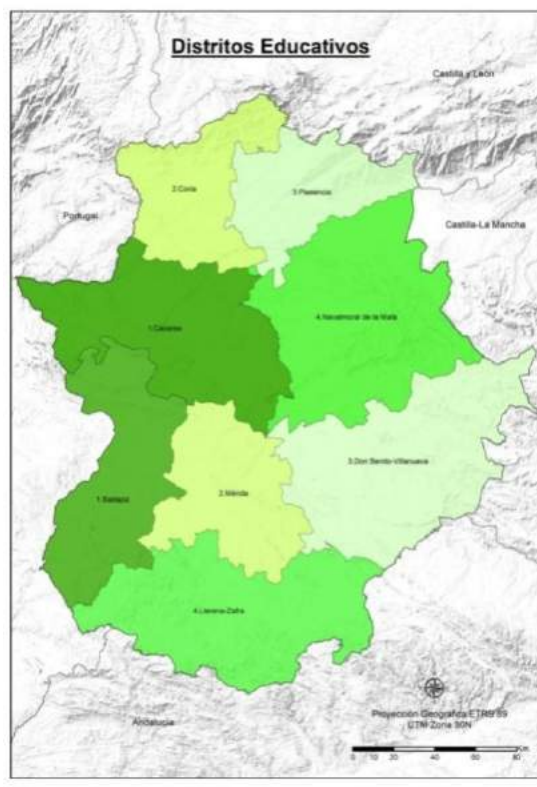 Distritos Educativos
Castilla y León
2.Coria
3.Plasencia
Portugal
Castilla-La Mancha
4.Navalmoral de la Mata
1.Cáceres
3.Don Benito-Villanueva
2.Mérida
1.Badajoz
4.Llerena-Zafra
Proyección Geográfica ETRS 89
UTM Zona 30N
Andalucía
Km
0 10 20 40 60 80